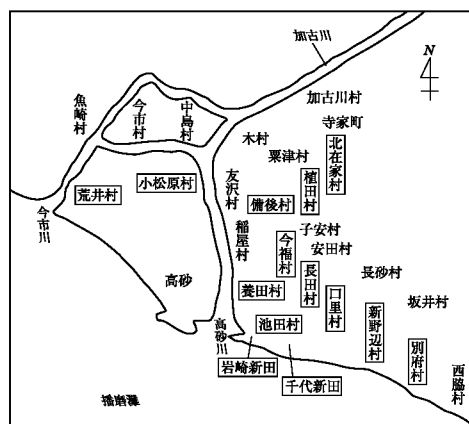 加古川
N
加古川村
寺家町
魚崎村
今市村
中島村
木村
粟津村
北在家村
友沢村
植田村
小松原村
荒井村
備後村
今市川
稲屋村
子安村
今福村
安田村
高砂
養田村
長田村
長砂村
口里村
坂井村
池田村
新野辺村
高砂川
岩崎新田
別府村
千代新田
西脇村
播磨灘